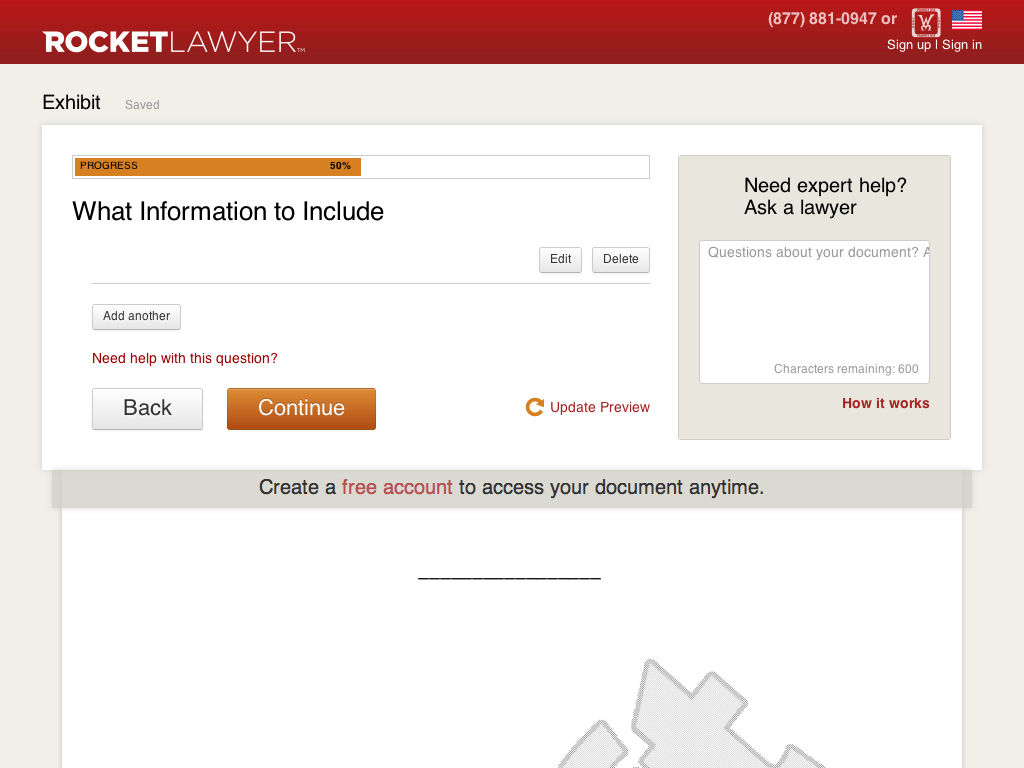 (877) 881-0947 or
ROCKETLAWYER™
Sign up | Sign in
Exhibit Saved
PROGRESS 50%
What Information to Include
Edit Delete
Add another
Need help with this question?
Back Continue Update Preview
Need expert help?
Ask a lawyer
Questions about your document? A
Characters remaining: 600
How it works
Create a free account to access your document anytime.
_________________